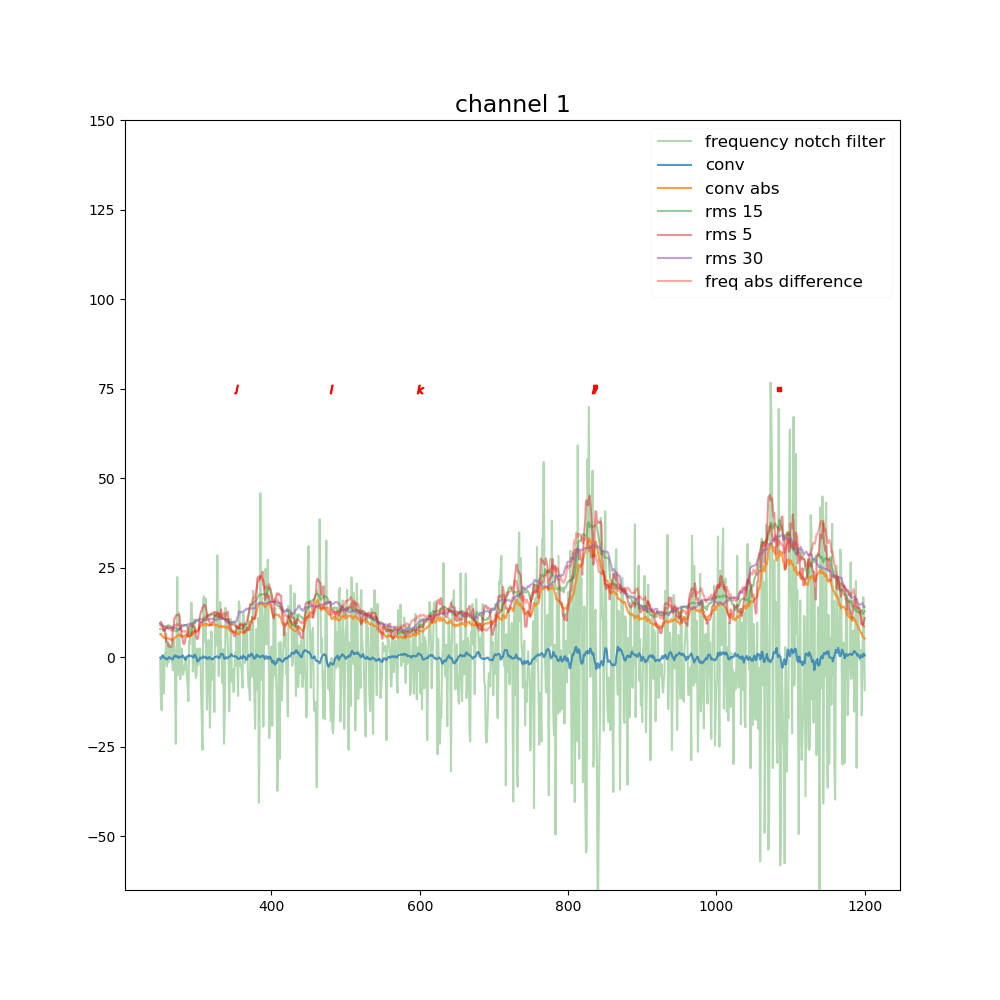 channel 1
150
frequency notch filter
conv
conv abs
125
rms 15
rms 5
rms 30
freq abs difference
100
75
j l k , .
50
25
0
−25
−50
400 600 800 1000 1200